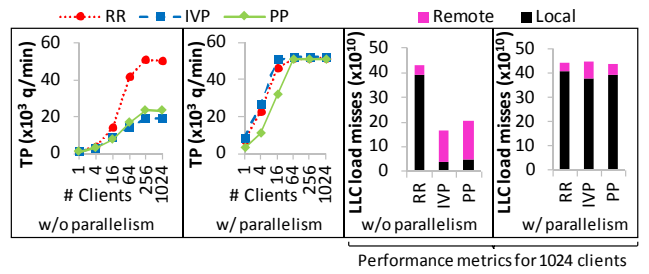 RR IVP PP Remote Local
TP (x10³ q/min)
60
40
20
0
1 4 16 64 256 1024
# Clients
w/o parallelism
TP (x10³ q/min)
60
40
20
0
1 4 16 64 256 1024
# Clients
w/ parallelism
LLC load misses (x10¹⁰)
50
40
30
20
10
0
RR IVP PP
w/o parallelism
LLC load misses (x10¹⁰)
50
40
30
20
10
0
RR IVP PP
w/ parallelism
Performance metrics for 1024 clients